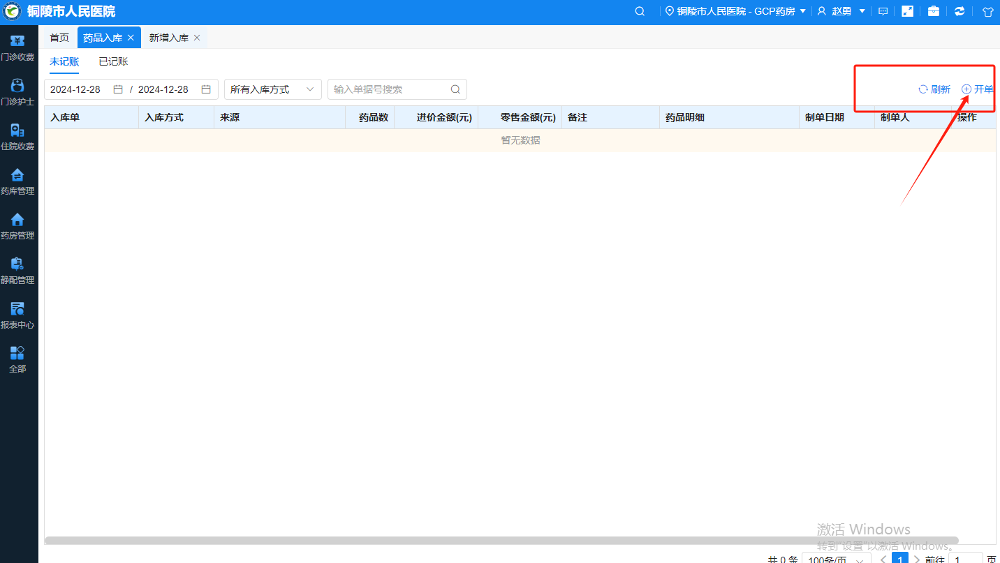 铜陵市人民医院
铜陵市人民医院 - GCP药房
赵勇
首页
药品入库
新增入库
门诊收费
门诊护士
住院收费
药库管理
药房管理
静配管理
报表中心
全部
未记账
已记账
2024-12-28 / 2024-12-28
所有入库方式
输入单据号搜索
刷新
开单
入库单 入库方式 来源 药品数 进价金额(元) 零售金额(元) 备注 药品明细 制单日期 制单人 操作
暂无数据
激活 Windows
转到"设置"以激活 Windows。
共 0 条 100条/页 1 前往 1 页